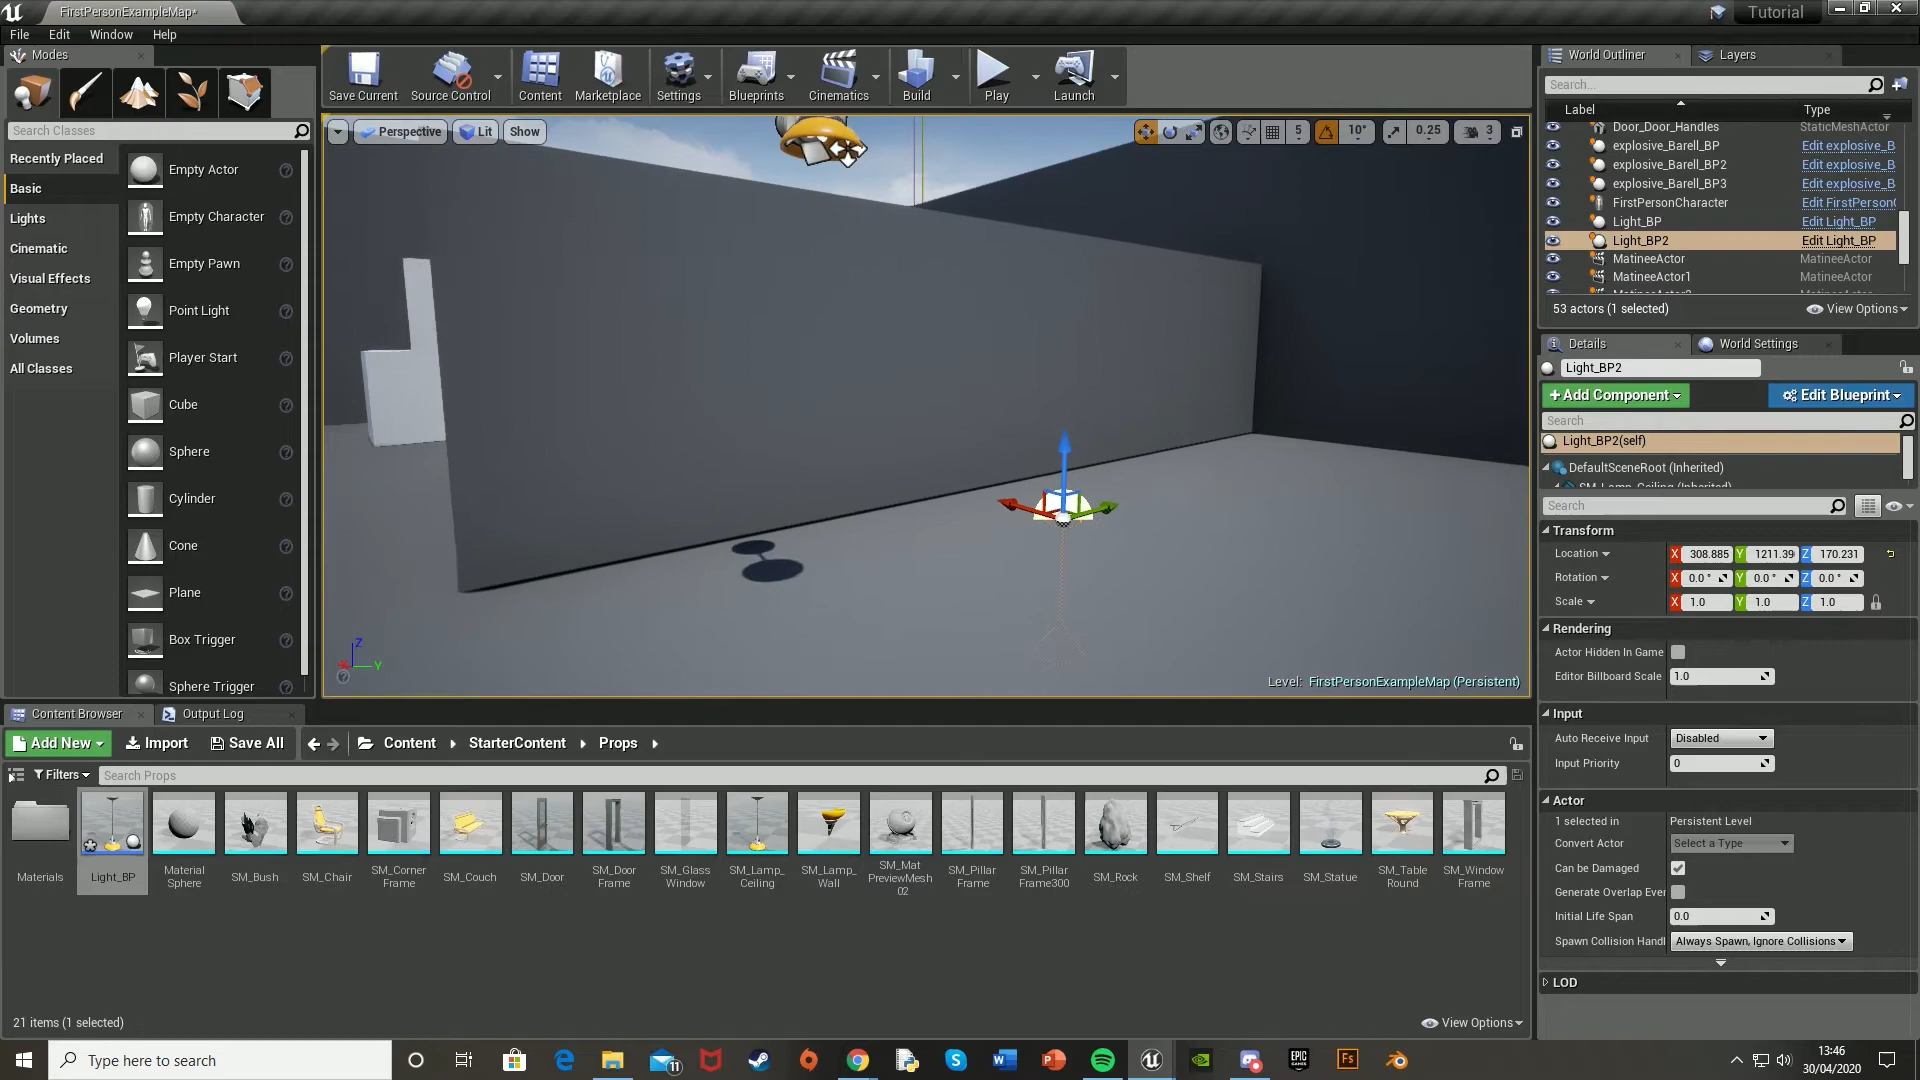 FirstPersonExampleMap*
Tutorial
File Edit Window Help
Modes
Search Classes
Recently Placed
Basic
Lights
Cinematic
Visual Effects
Geometry
Volumes
All Classes
Empty Actor
Empty Character
Empty Pawn
Point Light
Player Start
Cube
Sphere
Cylinder
Cone
Plane
Box Trigger
Sphere Trigger
Save Current Source Control Content Marketplace Settings Blueprints Cinematics Build Play Launch
Perspective Lit Show
5 10° 0.25 3
Level: FirstPersonExampleMap (Persistent)
World Outliner Layers
Search...
Label Type
Door_Door_Handles StaticMeshActor
explosive_Barell_BP Edit explosive_B
explosive_Barell_BP2 Edit explosive_B
explosive_Barell_BP3 Edit explosive_B
FirstPersonCharacter Edit FirstPerson
Light_BP Edit Light_BP
Light_BP2 Edit Light_BP
MatineeActor MatineeActor
MatineeActor1 MatineeActor
53 actors (1 selected) View Options
Details World Settings
Light_BP2
+Add Component Edit Blueprint
Search
Light_BP2(self)
DefaultSceneRoot (Inherited)
SM_Lamp_Ceiling (Inherited)
Search
Transform
Location X 308.885 Y 1211.39 Z 170.231
Rotation X 0.0 ° Y 0.0 ° Z 0.0 °
Scale X 1.0 Y 1.0 Z 1.0
Rendering
Actor Hidden In Game
Editor Billboard Scale 1.0
Input
Auto Receive Input Disabled
Input Priority 0
Actor
1 selected in Persistent Level
Convert Actor Select a Type
Can be Damaged
Generate Overlap Ever
Initial Life Span 0.0
Spawn Collision Handl Always Spawn, Ignore Collisions
LOD
Content Browser Output Log
Add New Import Save All Content StarterContent Props
Filters Search Props
Materials
Light_BP
Material
Sphere
SM_Bush
SM_Chair
SM_Corner
Frame
SM_Couch
SM_Door
SM_Door
Frame
SM_Glass
Window
SM_Lamp_
Ceiling
SM_Lamp_
Wall
SM_Mat
PreviewMesh
02
SM_Pillar
Frame
SM_Pillar
Frame300
SM_Rock
SM_Shelf
SM_Stairs
SM_Statue
SM_Table
Round
SM_Window
Frame
21 items (1 selected) View Options
Type here to search
11
EPIC GAMES
Fs
13:46
30/04/2020